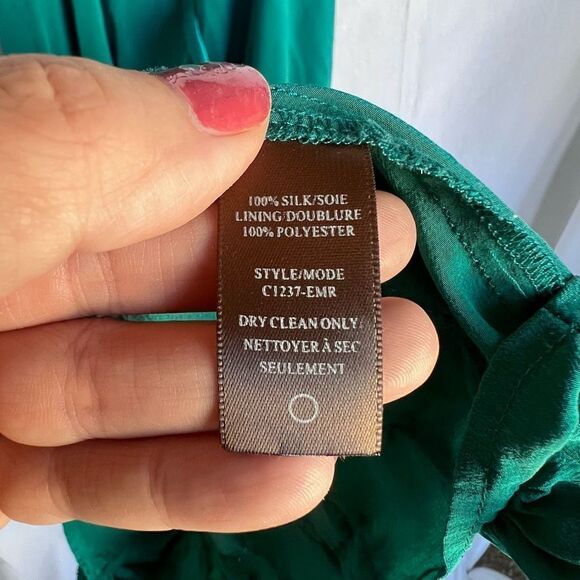 100% SILK/SOIE
LINING/DOUBLURE
100% POLYESTER
STYLE/MODE
C1237-EMR
DRY CLEAN ONLY
NETTOYER À SEC
SEULEMENT